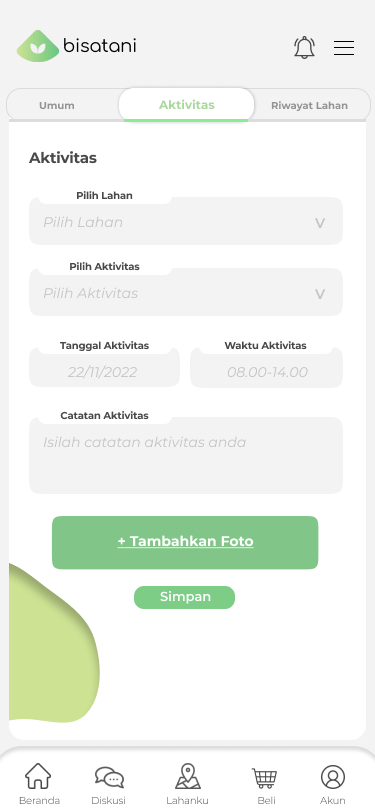 bisatani
Umum
Aktivitas
Riwayat Lahan
Aktivitas
Pilih Lahan
Pilih Lahan
V
Pilih Aktivitas
Pilih Aktivitas
V
Tanggal Aktivitas
Waktu Aktivitas
22/11/2022
08.00-14.00
Catatan Aktivitas
Isilah catatan aktivitas anda
+ Tambahkan Foto
Simpan
Beranda
Diskusi
Lahanku
Beli
Akun